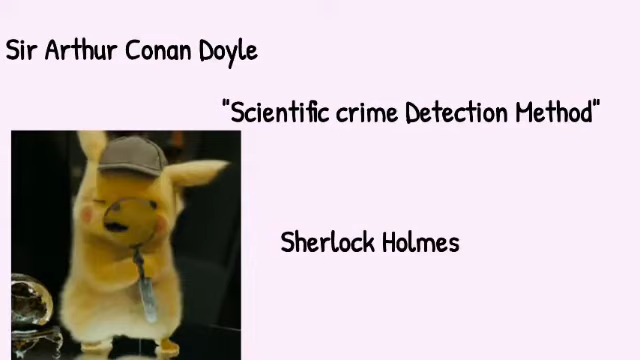 Sir Arthur Conan Doyle
"Scientific crime Detection Method"
Sherlock Holmes